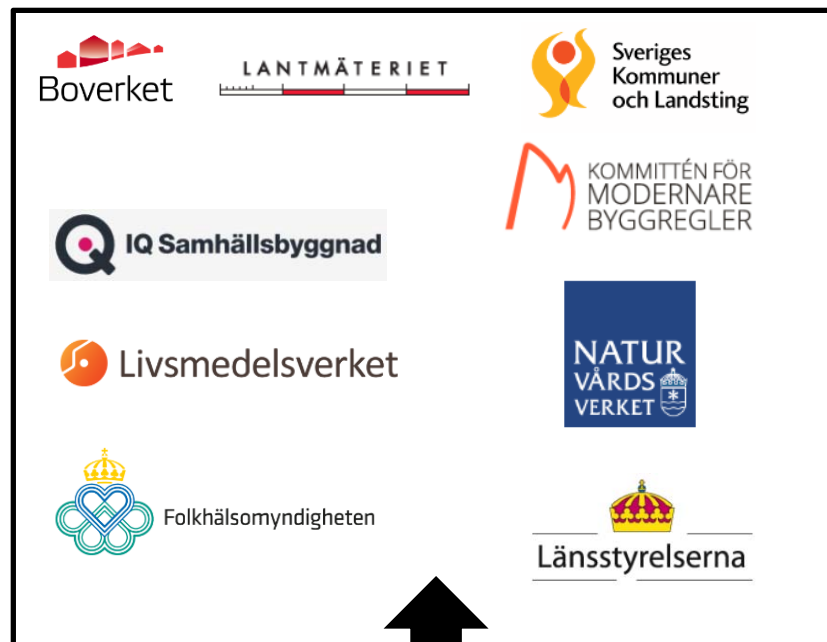 Boverket
LANTMÄTERIET
Sveriges
Kommuner
och Landsting
KOMMITTÉN FÖR
MODERNARE
BYGGREGLER
IQ Samhällsbyggnad
Livsmedelsverket
NATUR
VÅRDS
VERKET
Folkhälsomyndigheten
Länsstyrelserna